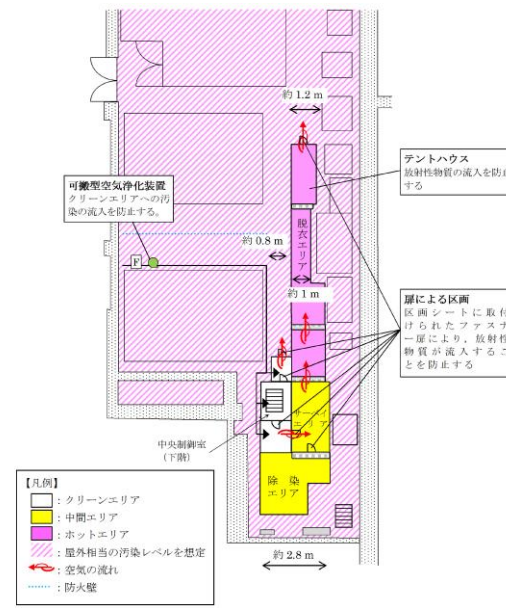 約1.2 m
テントハウス
放射性物質の流入を防止
する
可搬型空気浄化装置
クリーンエリアへの汚
染の流入を防止する。
脱衣エリア
約0.8 m
F
約1 m
扉による区画
区画シートに取付
けられたファスナ
ー扉により，放射性
物質が流入するこ
とを防止する
サーベイ
エリア
中央制御室
（下階）
除 染
エリア
【凡例】
：クリーンエリア
：中間エリア
：ホットエリア
：屋外相当の汚染レベルを想定
：空気の流れ
：防火壁
約2.8 m